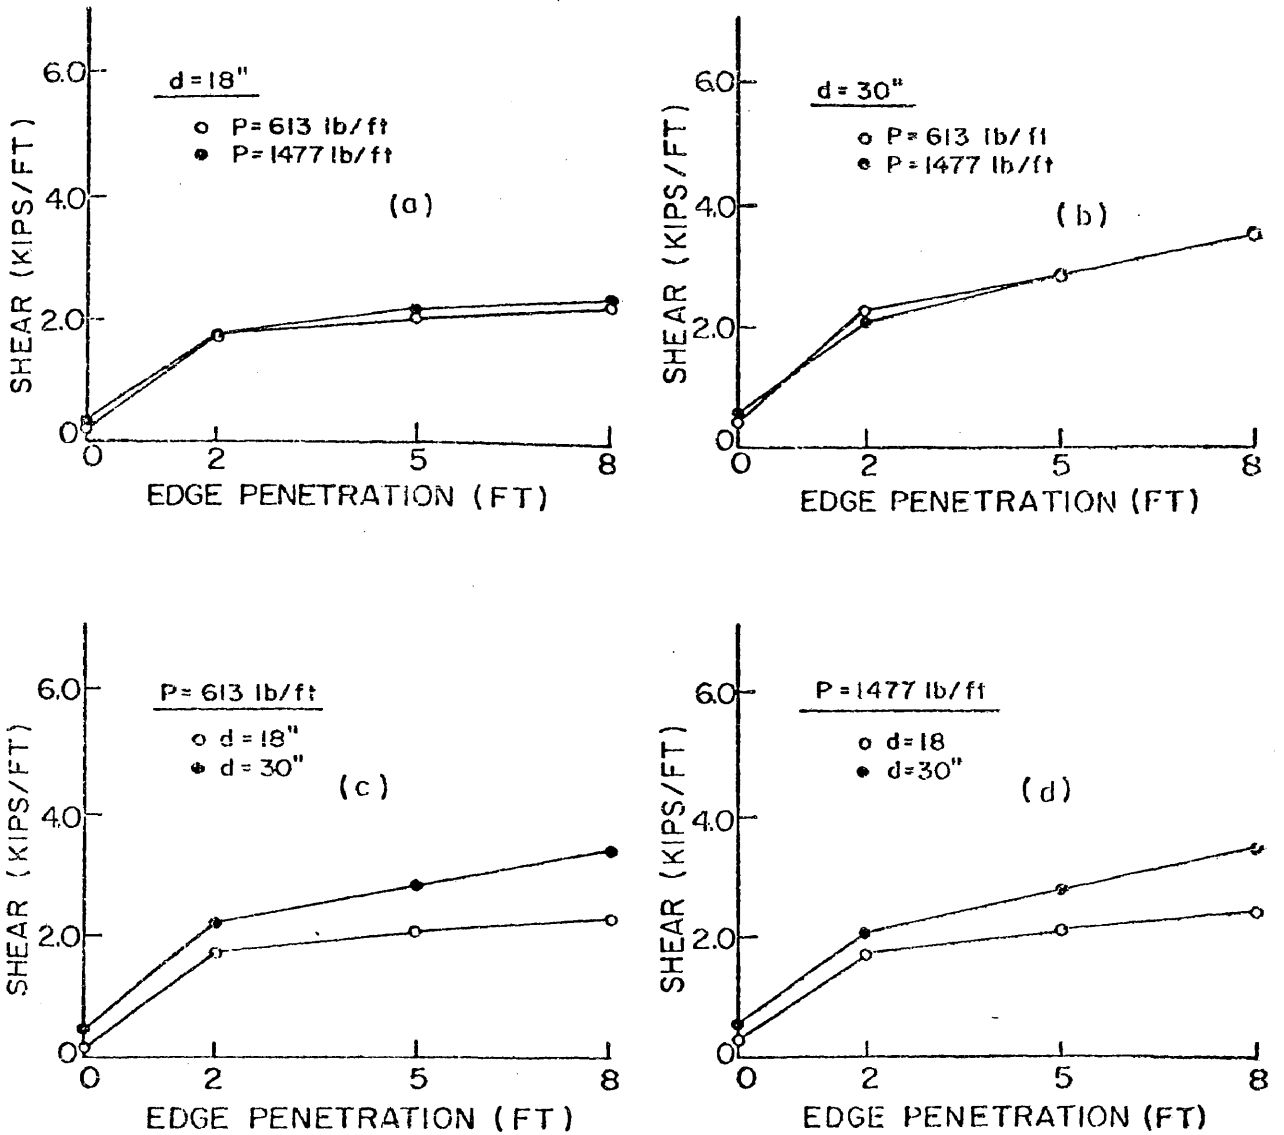 d = 18"
P = 613 lb/ft
P = 1477 lb/ft
(a)
SHEAR (KIPS/FT)
6.0
4.0
2.0
0
0 2 5 8
EDGE PENETRATION (FT)
d = 30"
P = 613 lb/ft
P = 1477 lb/ft
(b)
SHEAR (KIPS/FT)
6.0
4.0
2.0
0
0 2 5 8
EDGE PENETRATION (FT)
P = 613 lb/ft
d = 18"
d = 30"
(c)
SHEAR (KIPS/FT)
6.0
4.0
2.0
0
0 2 5 8
EDGE PENETRATION (FT)
P = 1477 lb/ft
d = 18
d = 30"
(d)
SHEAR (KIPS/FT)
6.0
4.0
2.0
0
0 2 5 8
EDGE PENETRATION (FT)